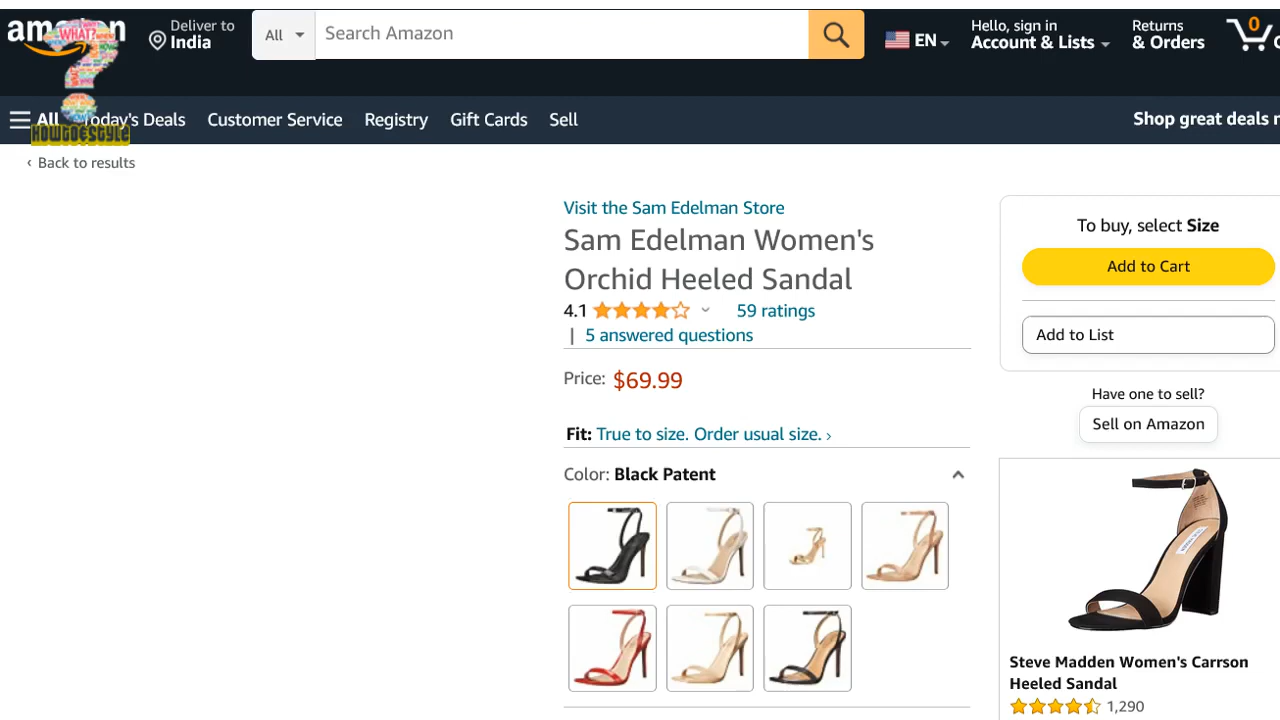 amazon
Deliver to
India
All
Search Amazon
EN
Hello, sign in
Account & Lists
Returns
& Orders
0
WHAT?
All
Today's Deals
Customer Service
Registry
Gift Cards
Sell
Shop great deals
HOWTOESTYLE
‹ Back to results
Visit the Sam Edelman Store
Sam Edelman Women's
Orchid Heeled Sandal
4.1
59 ratings
| 5 answered questions
Price: $69.99
Fit: True to size. Order usual size. ›
Color: Black Patent
To buy, select Size
Add to Cart
Add to List
Have one to sell?
Sell on Amazon
Steve Madden Women's Carrson
Heeled Sandal
1,290